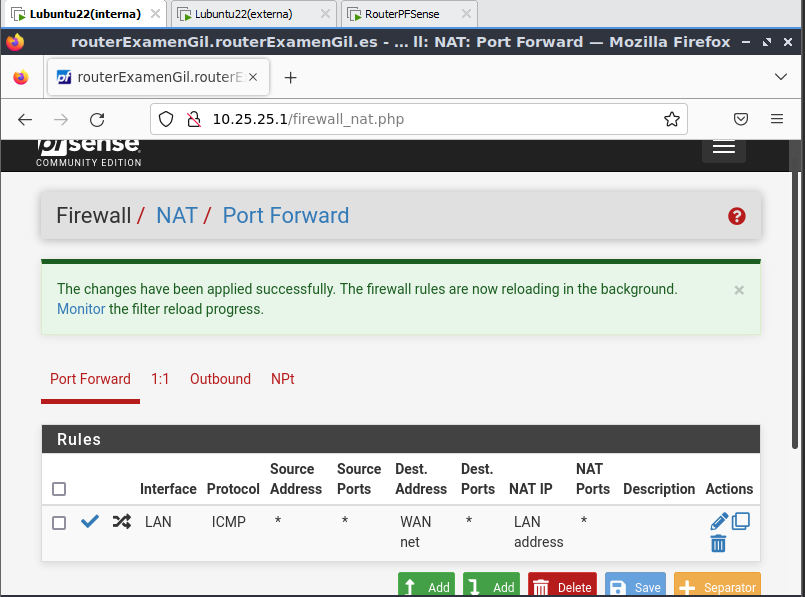 Lubuntu22(interna) Lubuntu22(externa) RouterPFSense
routerExamenGil.routerExamenGil.es - … ll: NAT: Port Forward — Mozilla Firefox
routerExamenGil.routerE
10.25.25.1/firewall_nat.php
pfsense
COMMUNITY EDITION
Firewall / NAT / Port Forward
The changes have been applied successfully. The firewall rules are now reloading in the background.
Monitor the filter reload progress.
Port Forward 1:1 Outbound NPt
Rules
Interface Protocol Source Address Source Ports Dest. Address Dest. Ports NAT IP NAT Ports Description Actions
LAN ICMP * * WAN net * LAN address *
Add Add Delete Save Separator